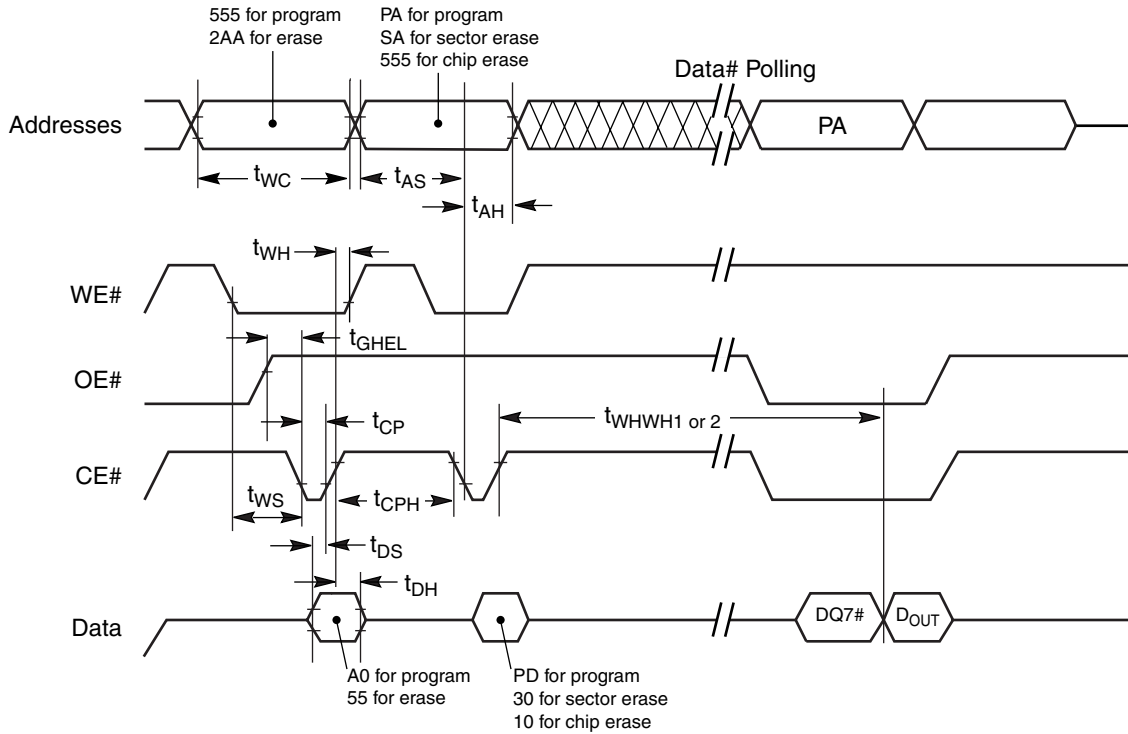 555 for program
2AA for erase
PA for program
SA for sector erase
555 for chip erase
Data# Polling
Addresses
PA
tWC
tAS
tAH
tWH
WE#
tGHEL
OE#
tWHWH1 or 2
tCP
CE#
tWS
tCPH
tDS
tDH
Data
DQ7#
DOUT
A0 for program
55 for erase
PD for program
30 for sector erase
10 for chip erase